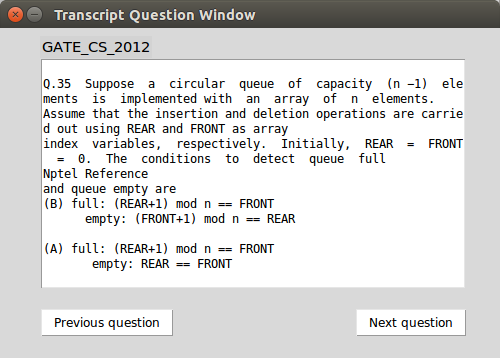 Transcript Question Window
GATE_CS_2012
Q.35 Suppose a circular queue of capacity (n −1) ele
ments is implemented with an array of n elements.
Assume that the insertion and deletion operations are carrie
d out using REAR and FRONT as array
index variables, respectively. Initially, REAR = FRONT
= 0. The conditions to detect queue full
Nptel Reference
and queue empty are
(B) full: (REAR+1) mod n == FRONT
empty: (FRONT+1) mod n == REAR
(A) full: (REAR+1) mod n == FRONT
empty: REAR == FRONT
Previous question
Next question